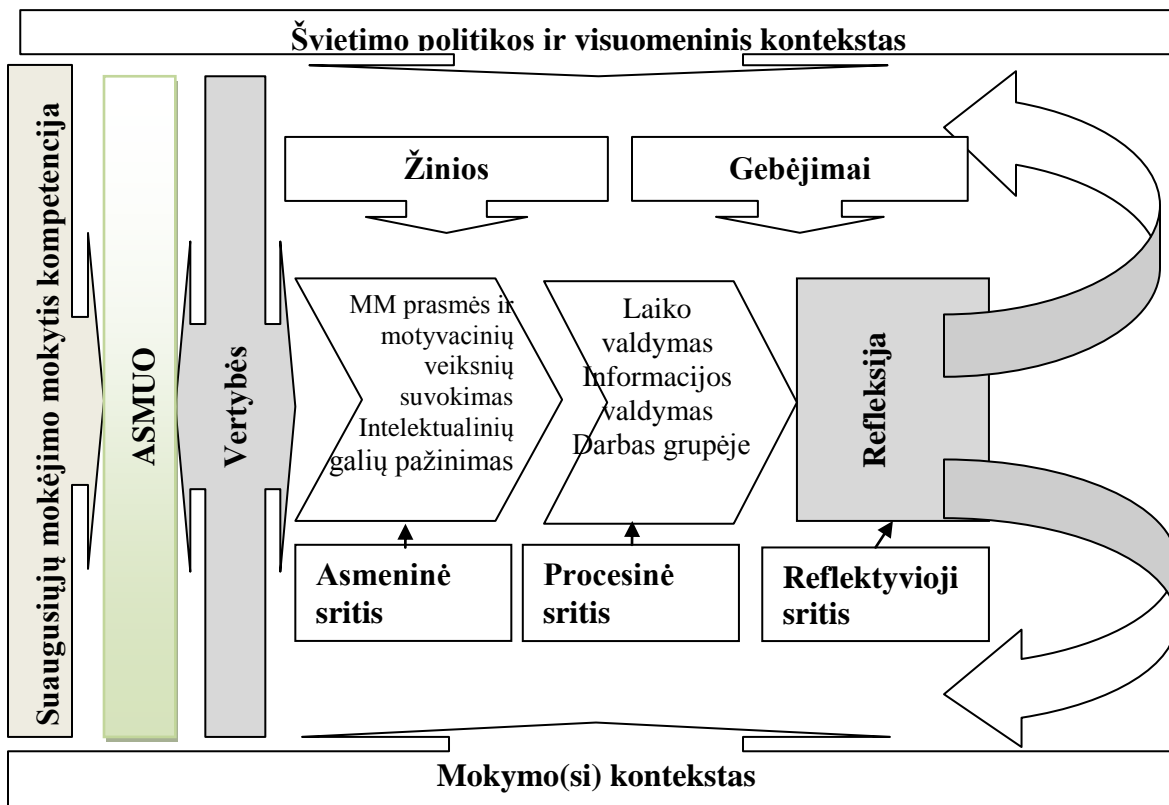 Švietimo politikos ir visuomeninis kontekstas
Suaugusiųjų mokėjimo mokytis kompetencija
ASMUO
Vertybės
Žinios
Gebėjimai
MM prasmės ir
motyvacinių
veiksnių
suvokimas
Intelektualinių
galių pažinimas
Laiko
valdymas
Informacijos
valdymas
Darbas grupėje
Refleksija
Asmeninė
sritis
Procesinė
sritis
Reflektyvioji
sritis
Mokymo(si) kontekstas